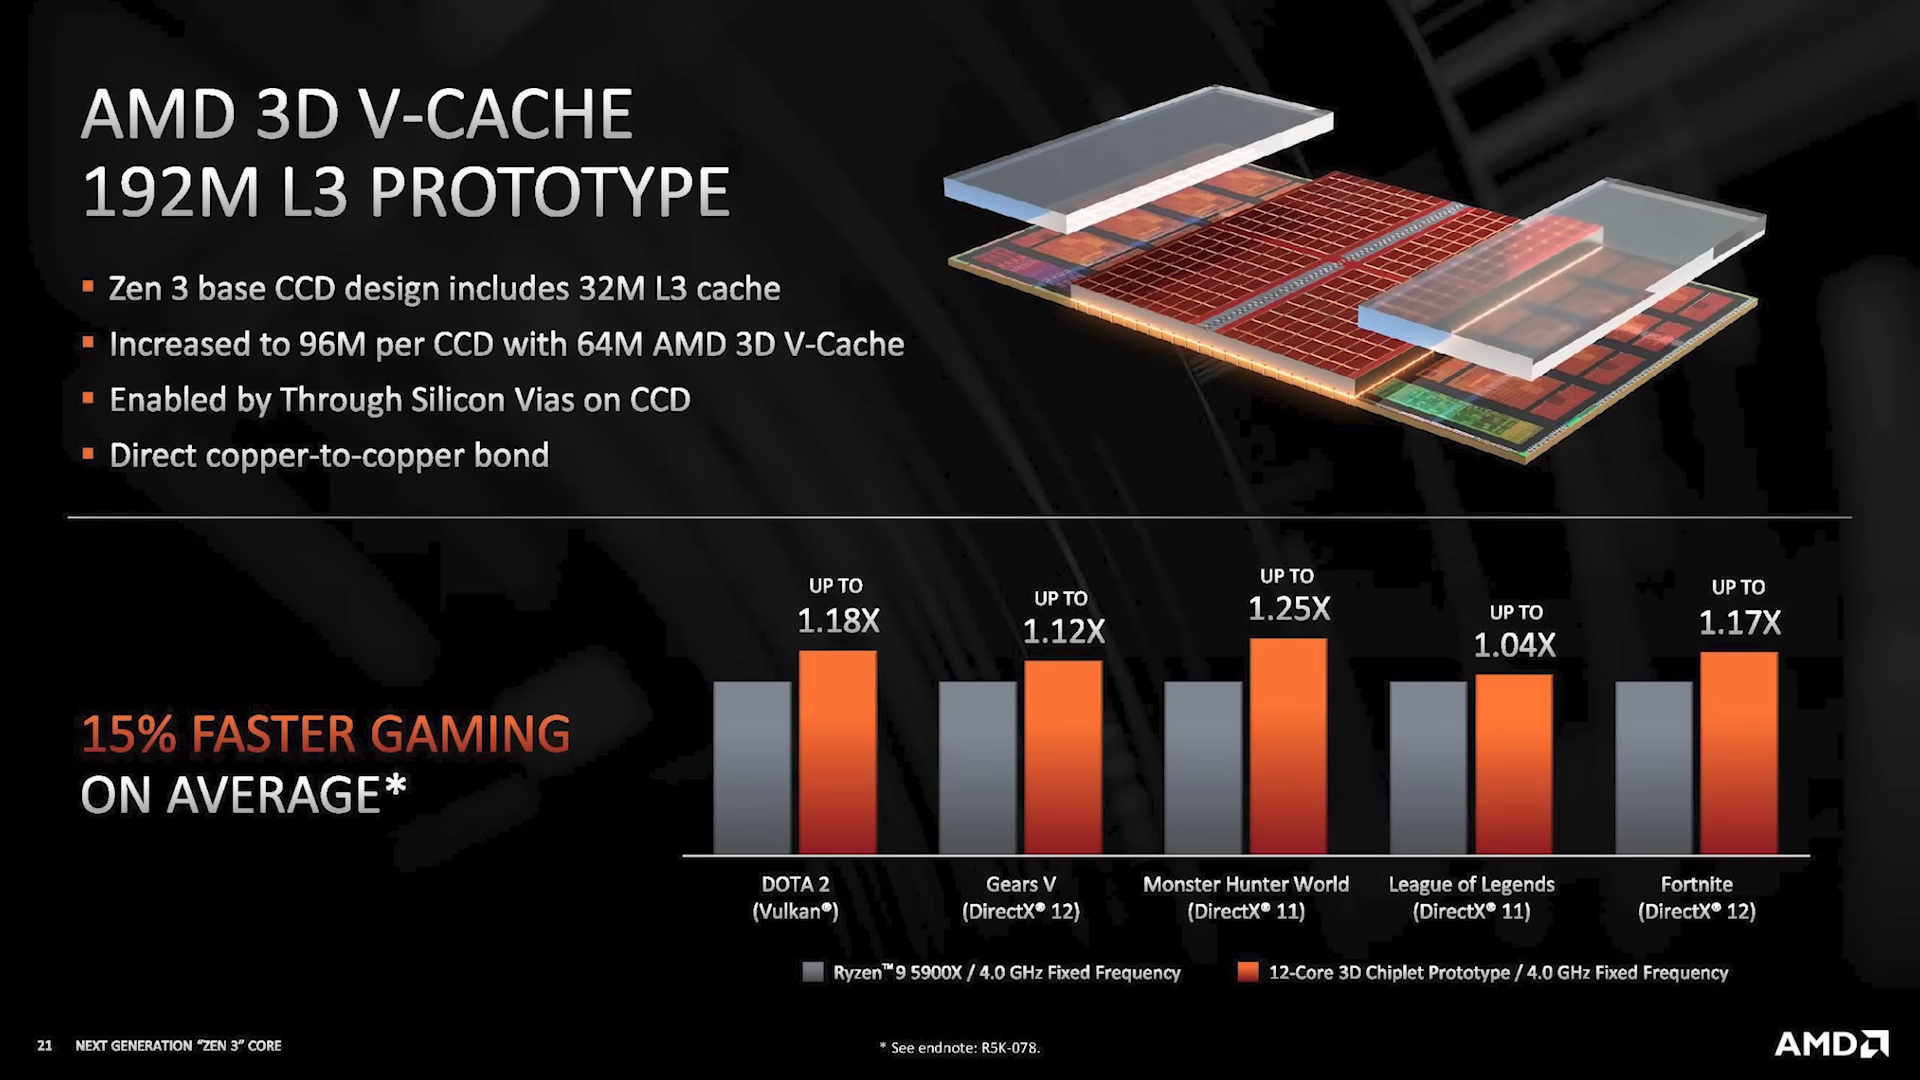 AMD 3D V-CACHE
192M L3 PROTOTYPE
▪ Zen 3 base CCD design includes 32M L3 cache
▪ Increased to 96M per CCD with 64M AMD 3D V-Cache
▪ Enabled by Through Silicon Vias on CCD
▪ Direct copper-to-copper bond
15% FASTER GAMING
ON AVERAGE*
UP TO
1.18X
UP TO
1.12X
UP TO
1.25X
UP TO
1.04X
UP TO
1.17X
DOTA 2
(Vulkan®)
Gears V
(DirectX® 12)
Monster Hunter World
(DirectX® 11)
League of Legends
(DirectX® 11)
Fortnite
(DirectX® 12)
Ryzen™ 9 5900X / 4.0 GHz Fixed Frequency
12-Core 3D Chiplet Prototype / 4.0 GHz Fixed Frequency
21 NEXT GENERATION “ZEN 3” CORE
* See endnote: R5K-078.
AMD